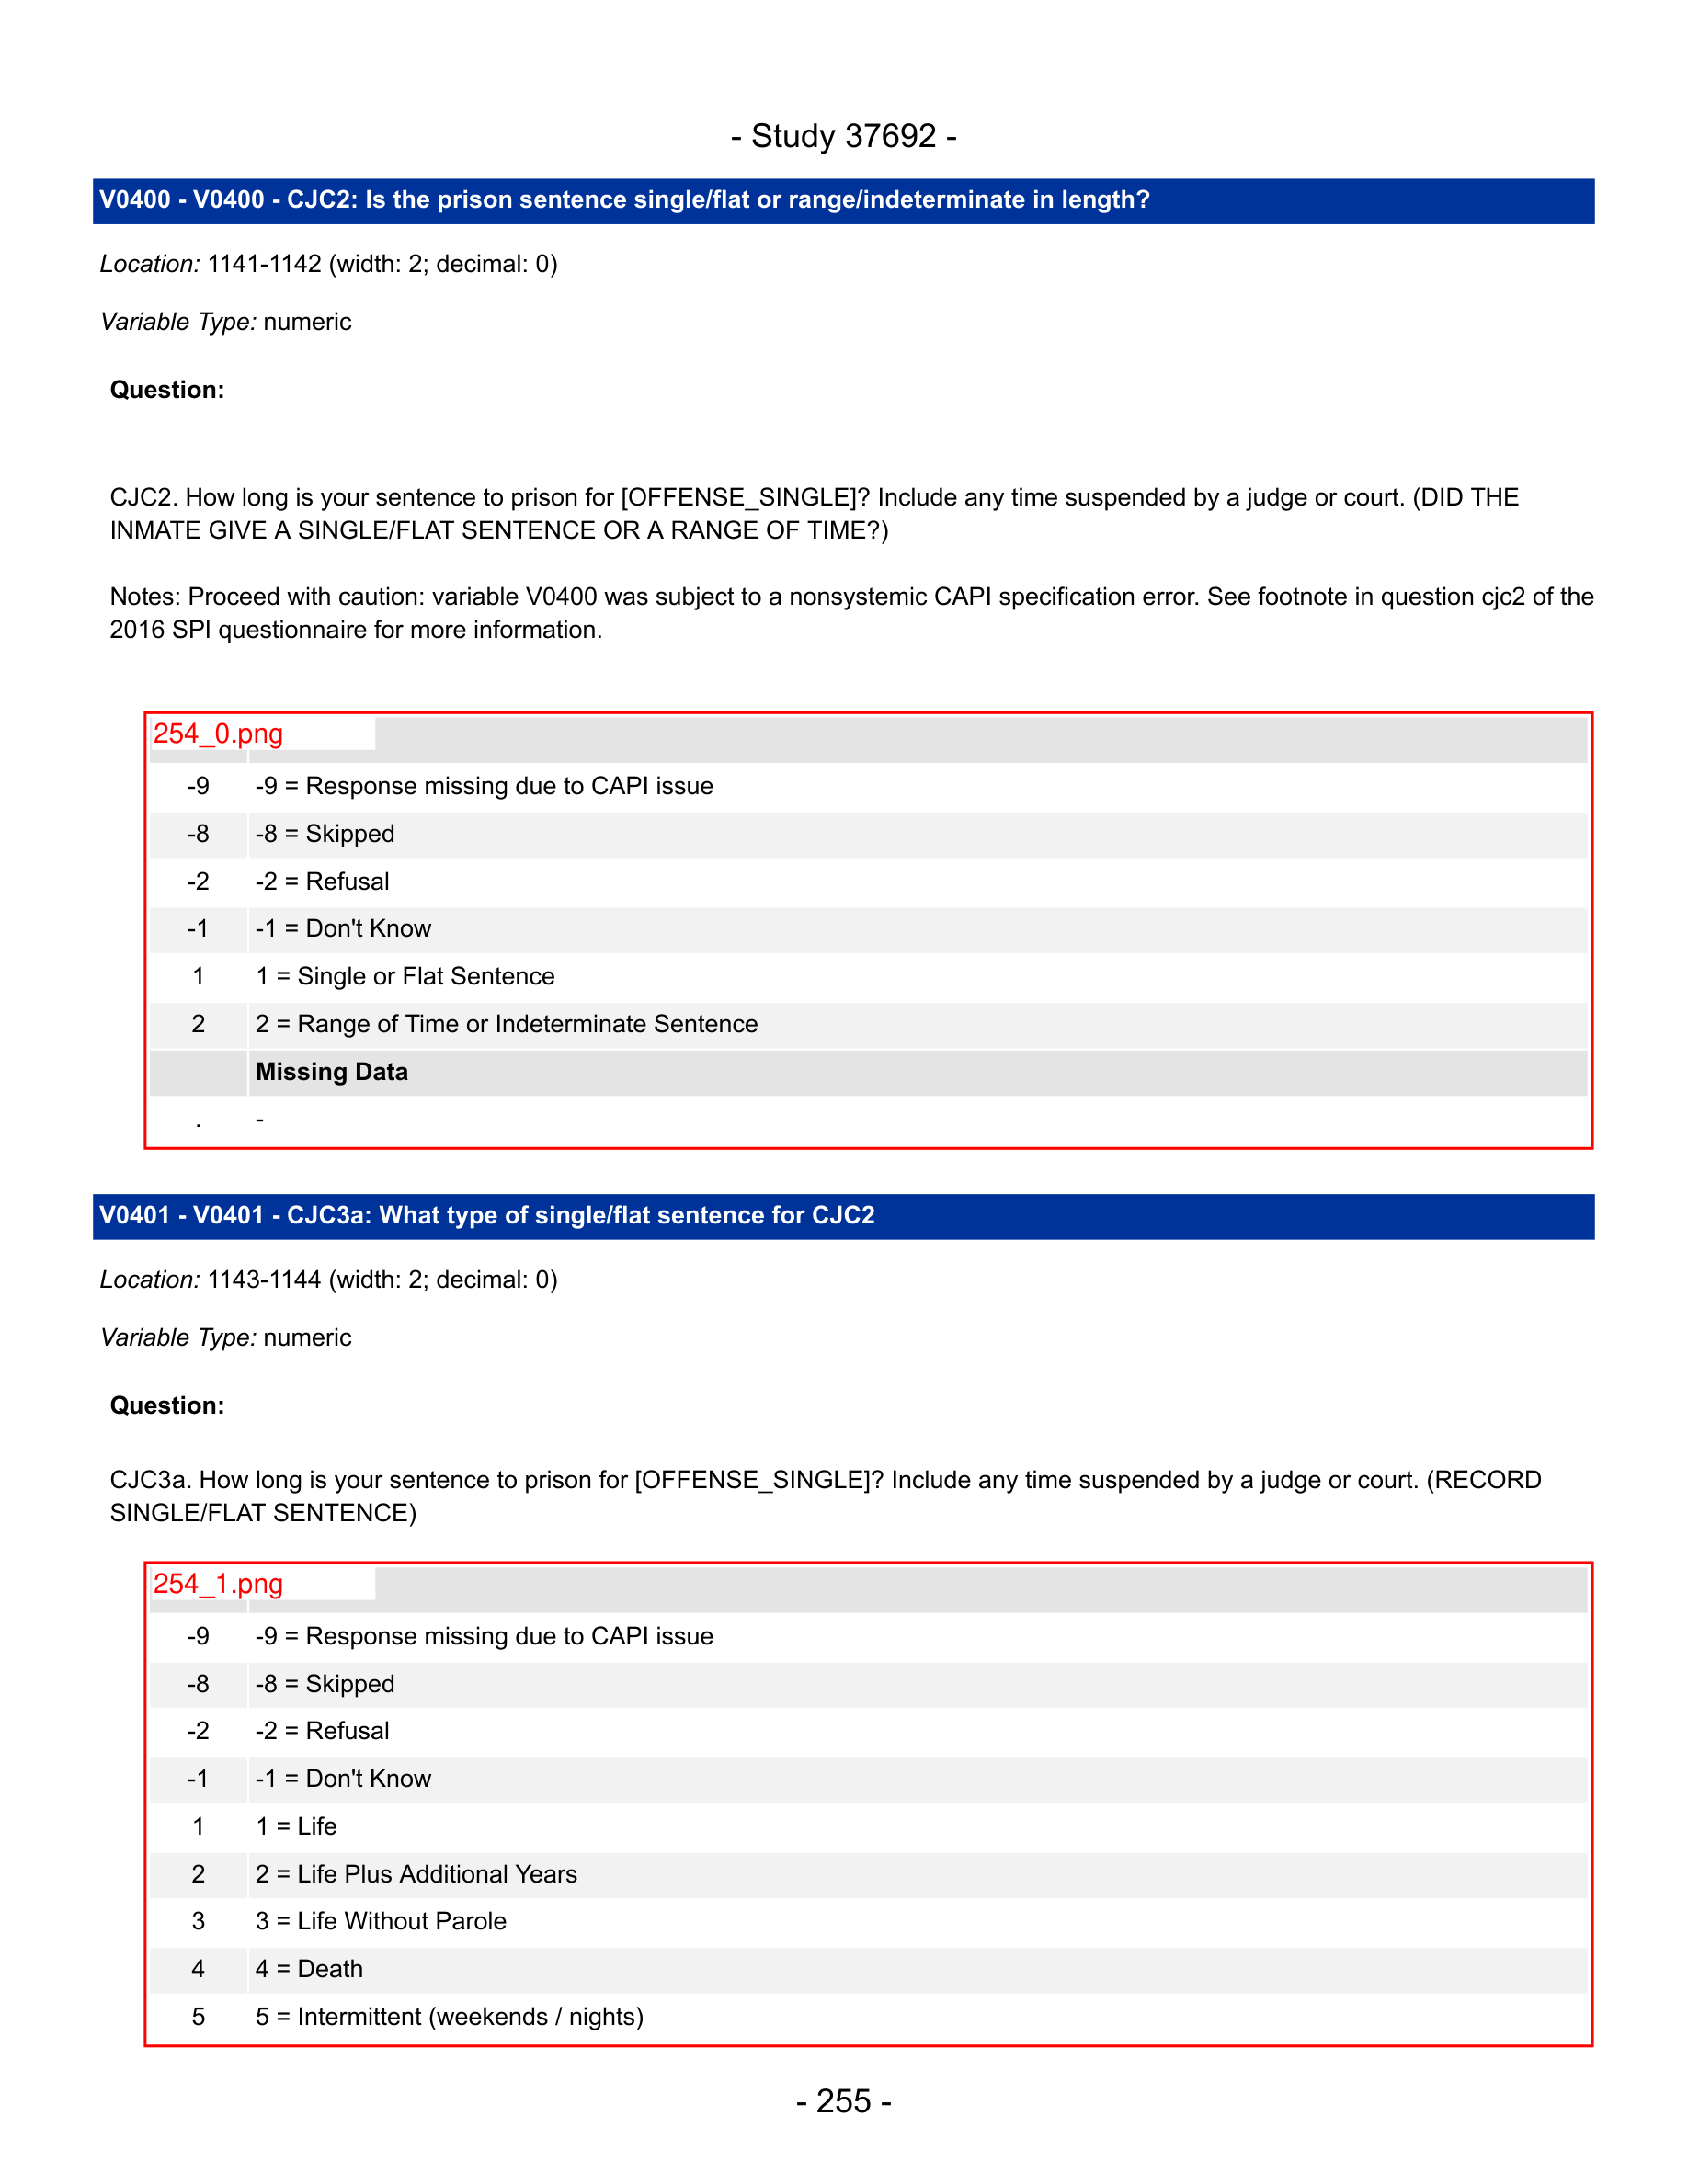 - Study 37692 -
V0400 - V0400 - CJC2: Is the prison sentence single/flat or range/indeterminate in length?
Location: 1141-1142 (width: 2; decimal: 0)
Variable Type: numeric
Question:
CJC2. How long is your sentence to prison for [OFFENSE_SINGLE]? Include any time suspended by a judge or court. (DID THE
INMATE GIVE A SINGLE/FLAT SENTENCE OR A RANGE OF TIME?)
Notes: Proceed with caution: variable V0400 was subject to a nonsystemic CAPI specification error. See footnote in question cjc2 of the
2016 SPI questionnaire for more information.
254_0.png
-9 -9 = Response missing due to CAPI issue
-8 -8 = Skipped
-2 -2 = Refusal
-1 -1 = Don't Know
1 1 = Single or Flat Sentence
2 2 = Range of Time or Indeterminate Sentence
Missing Data
. -
V0401 - V0401 - CJC3a: What type of single/flat sentence for CJC2
Location: 1143-1144 (width: 2; decimal: 0)
Variable Type: numeric
Question:
CJC3a. How long is your sentence to prison for [OFFENSE_SINGLE]? Include any time suspended by a judge or court. (RECORD
SINGLE/FLAT SENTENCE)
254_1.png
-9 -9 = Response missing due to CAPI issue
-8 -8 = Skipped
-2 -2 = Refusal
-1 -1 = Don't Know
1 1 = Life
2 2 = Life Plus Additional Years
3 3 = Life Without Parole
4 4 = Death
5 5 = Intermittent (weekends / nights)
- 255 -